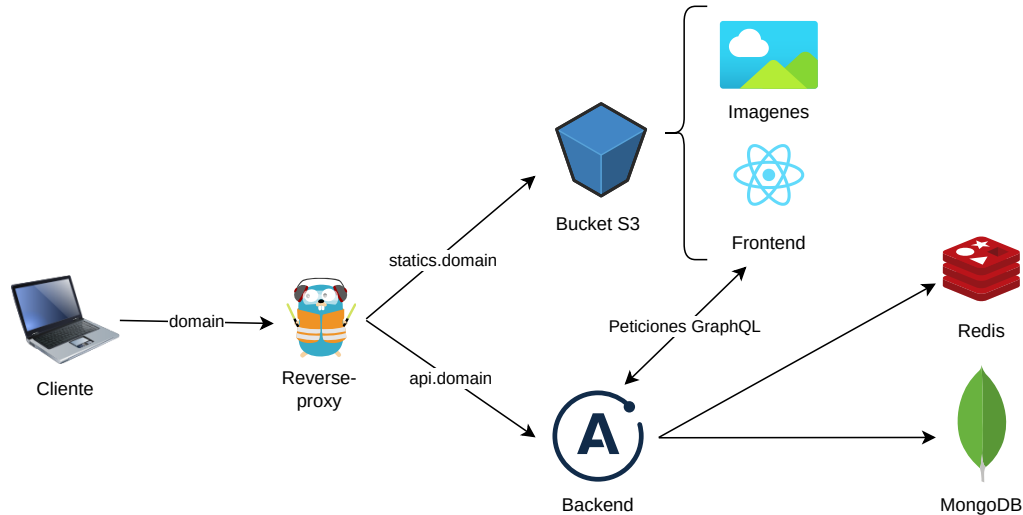 Imagenes
Bucket S3
Frontend
statics.domain
domain
Peticiones GraphQL
Redis
Cliente
Reverse-
proxy
api.domain
A
Backend
MongoDB